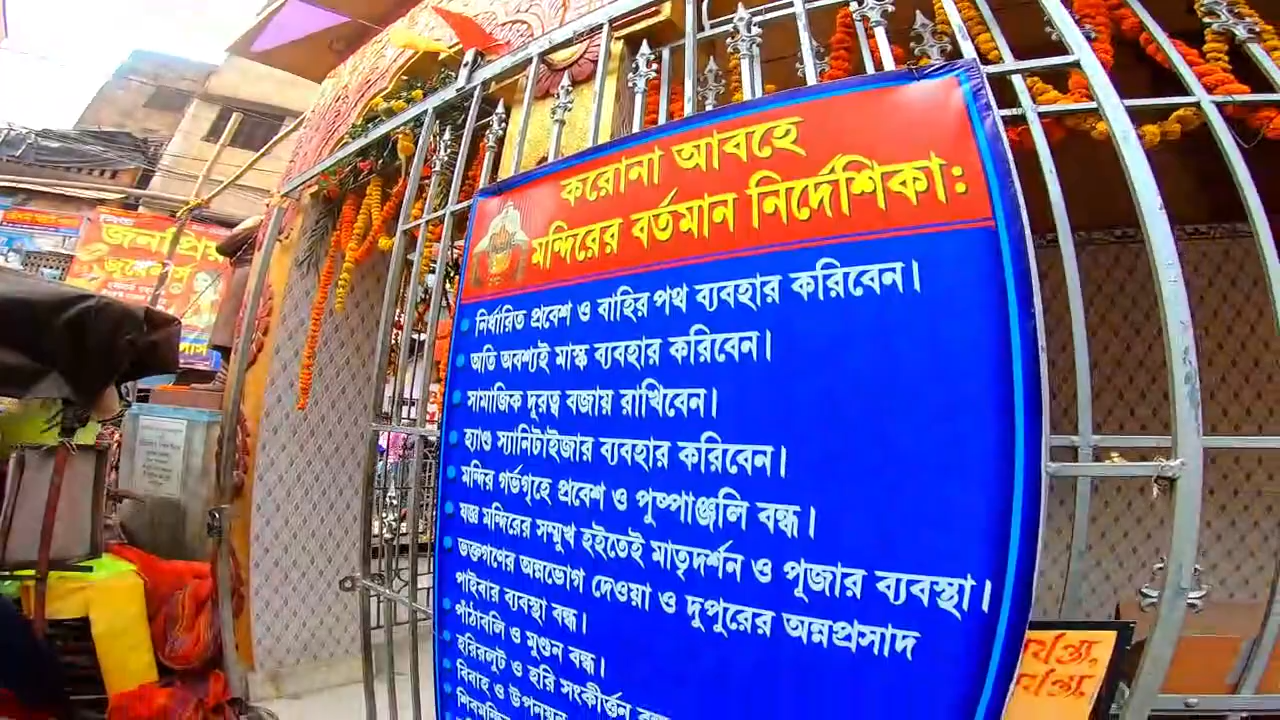 করোনা আবহে
মন্দিরের বর্তমান নির্দেশিকা:
নির্ধারিত প্রবেশ ও বাহির পথ ব্যবহার করিবেন।
অতি অবশ্যই মাস্ক ব্যবহার করিবেন।
সামাজিক দূরত্ব বজায় রাখিবেন।
হ্যাণ্ড স্যানিটাইজার ব্যবহার করিবেন।
মন্দির গর্ভগৃহে প্রবেশ ও পুষ্পাঞ্জলি বন্ধ।
যজ্ঞ মন্দিরের সম্মুখ হইতেই মাতৃদর্শন ও পূজার ব্যবস্থা।
ভক্তগণের অন্নভোগ দেওয়া ও দুপুরের অন্নপ্রসাদ
পাইবার ব্যবস্থা বন্ধ।
পাঁঠাবলি ও মুণ্ডন বন্ধ।
হরিরলুট ও হরি সংকীর্ত্তন
বিবাহ ও উপনয়ন
জনপ্রিয়
জুয়েলার্স